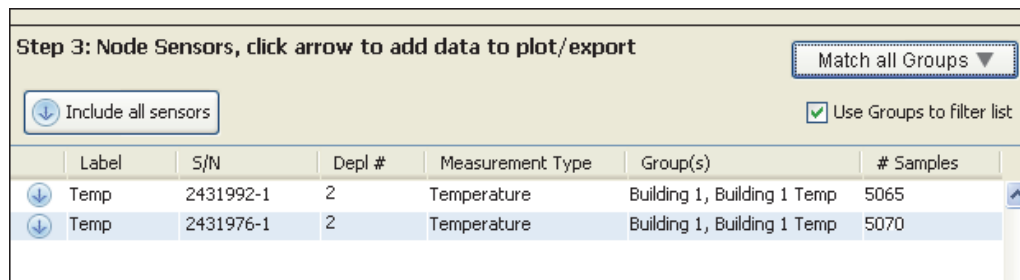 Step 3: Node Sensors, click arrow to add data to plot/export
Match all Groups
Include all sensors
Use Groups to filter list
Label S/N Depl # Measurement Type Group(s) # Samples
Temp 2431992-1 2 Temperature Building 1, Building 1 Temp 5065
Temp 2431976-1 2 Temperature Building 1, Building 1 Temp 5070